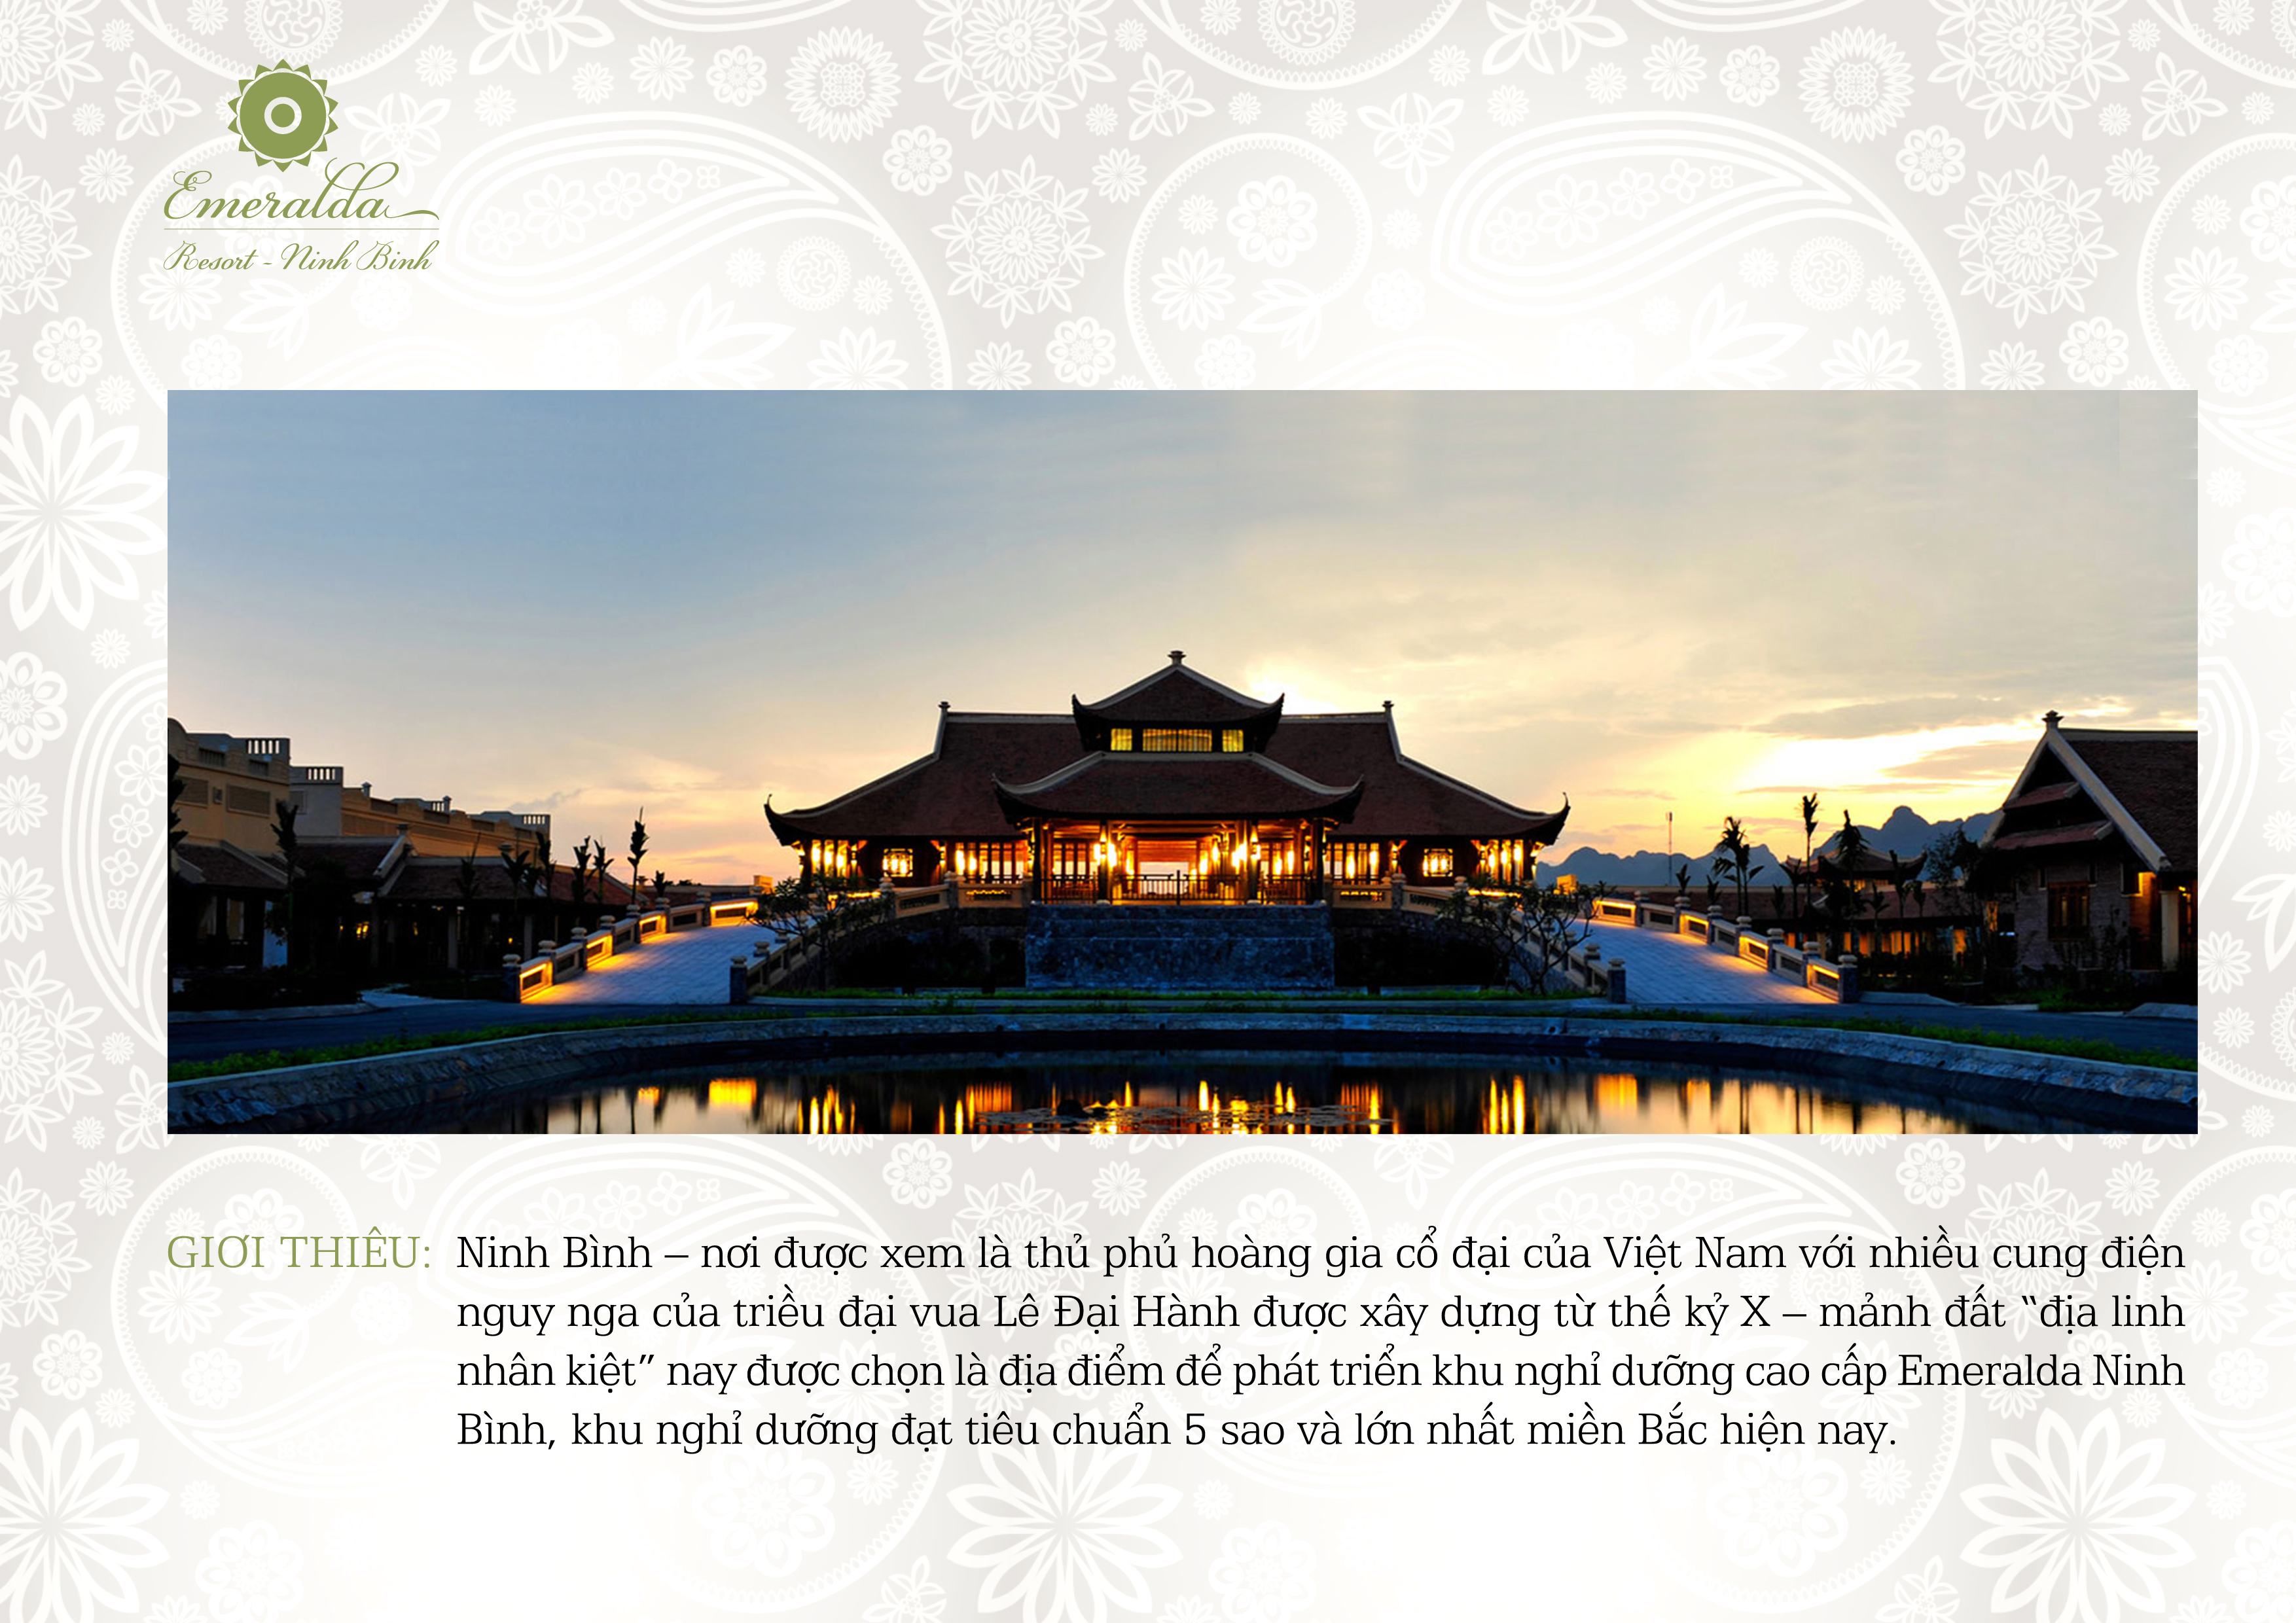 Emeralda
Resort - Ninh Binh
GIƠI THIÊU: Ninh Bình – nơi được xem là thủ phủ hoàng gia cổ đại của Việt Nam với nhiều cung điện
nguy nga của triều đại vua Lê Đại Hành được xây dựng từ thế kỷ X – mảnh đất “địa linh
nhân kiệt” nay được chọn là địa điểm để phát triển khu nghỉ dưỡng cao cấp Emeralda Ninh
Bình, khu nghỉ dưỡng đạt tiêu chuẩn 5 sao và lớn nhất miền Bắc hiện nay.